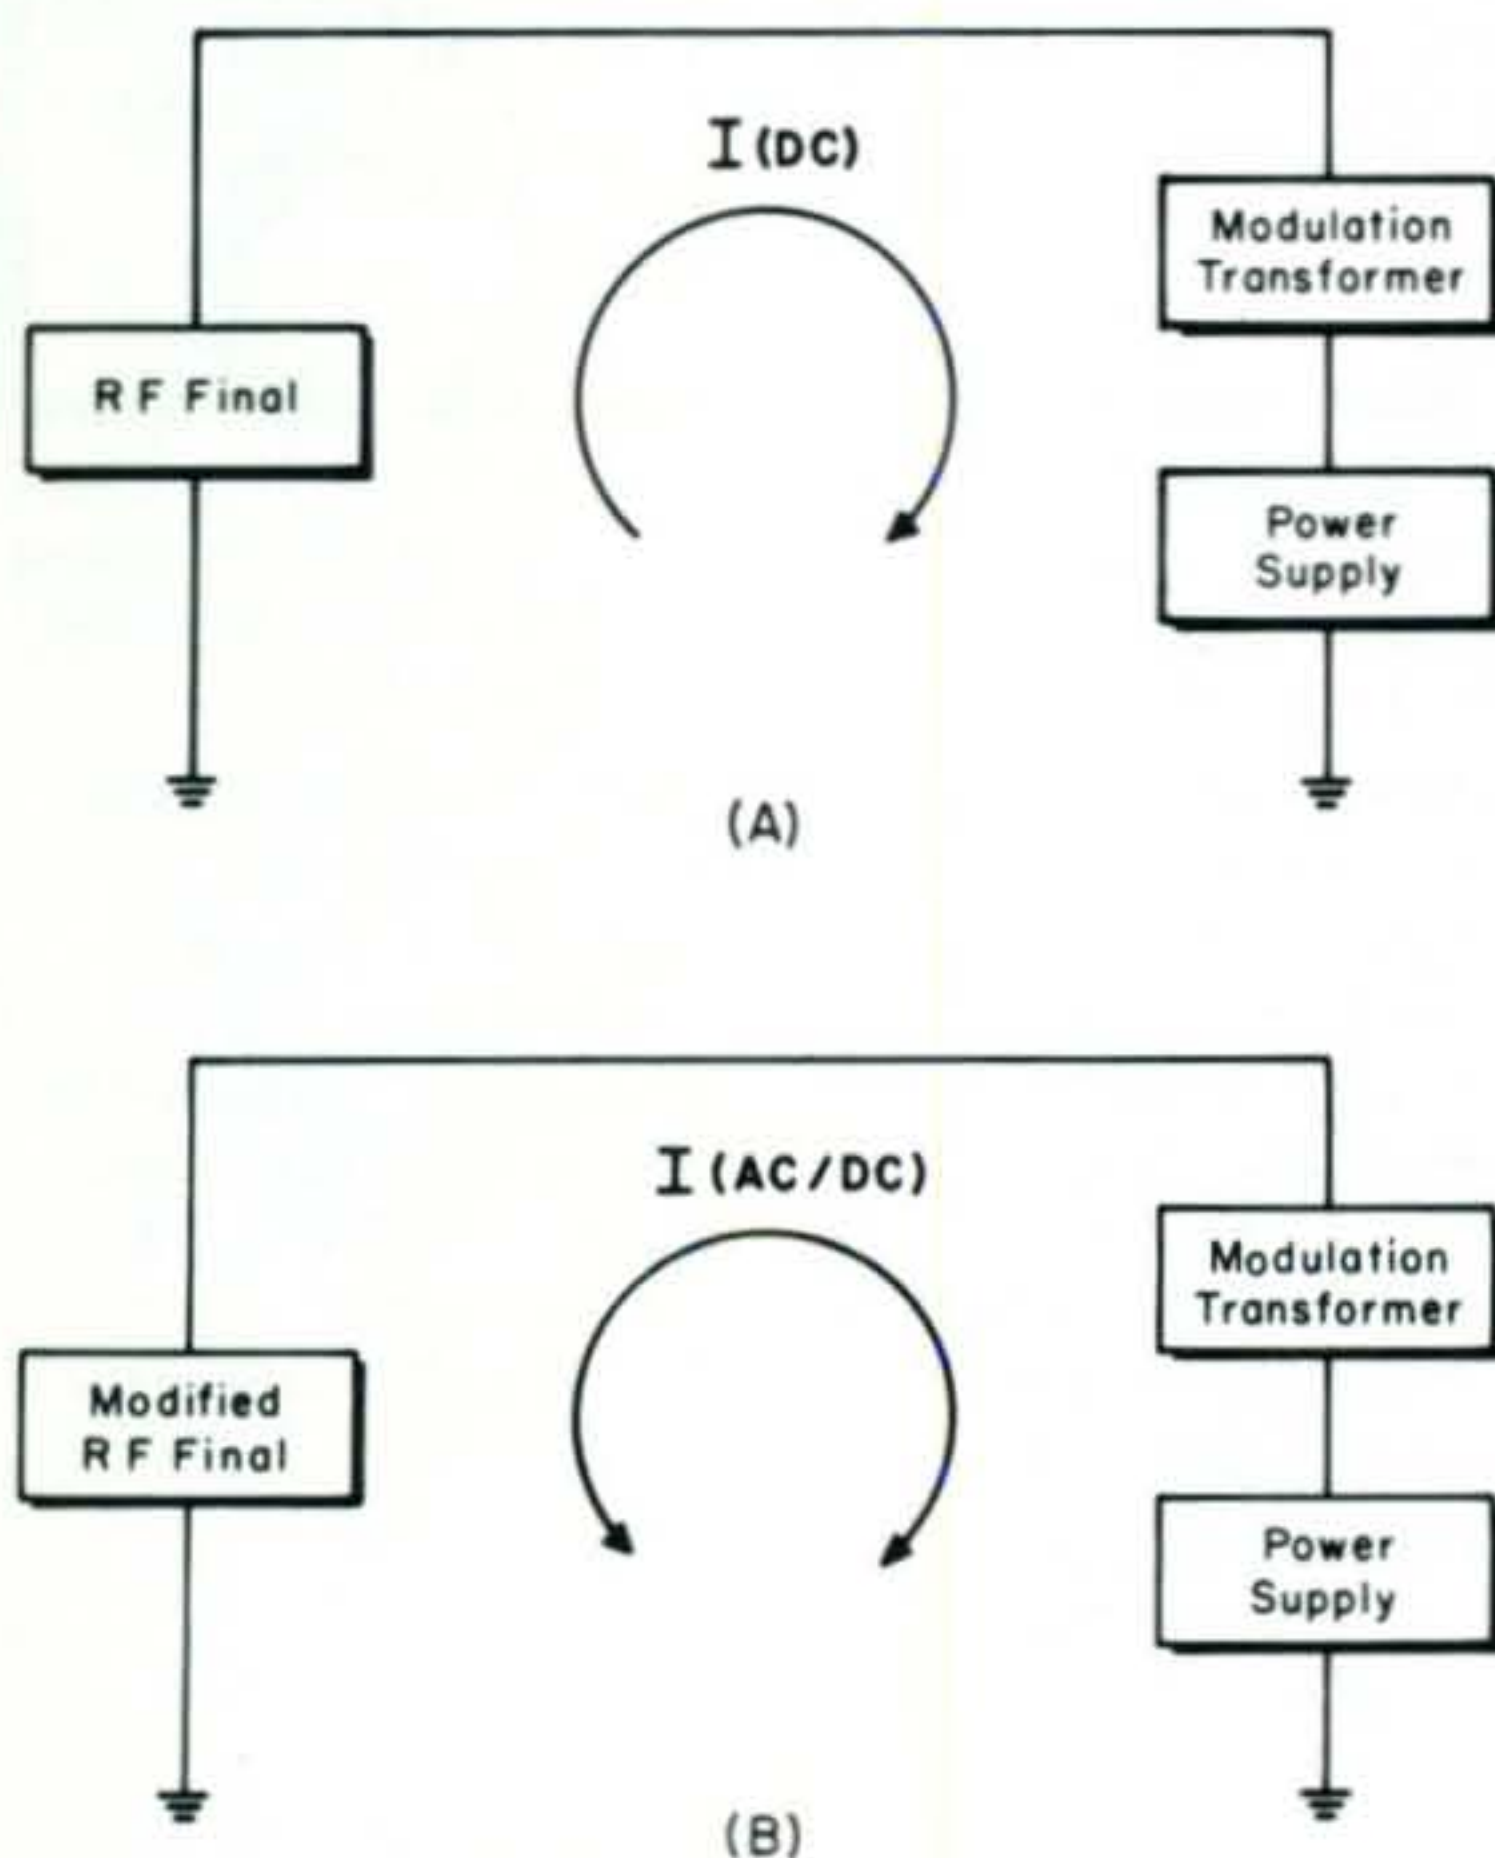 I (DC)
Modulation
Transformer
RF Final
Power
Supply
(A)
I (AC/DC)
Modulation
Transformer
Modified
RF Final
Power
Supply
(B)